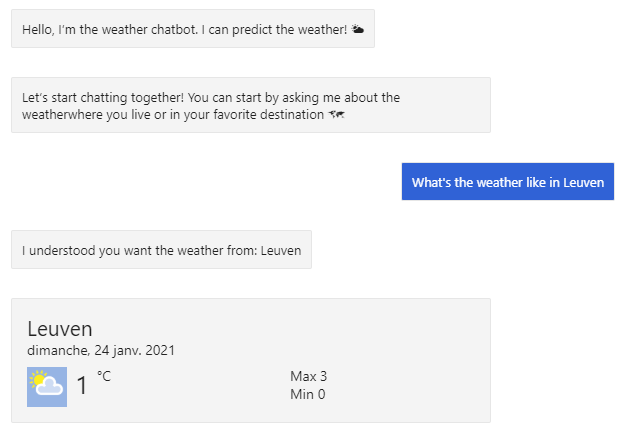 Hello, I’m the weather chatbot. I can predict the weather! 🌥
Let’s start chatting together! You can start by asking me about the
weatherwhere you live or in your favorite destination 🗺
What's the weather like in Leuven
I understood you want the weather from: Leuven
Leuven
dimanche, 24 janv. 2021
1 °C
Max 3
Min 0